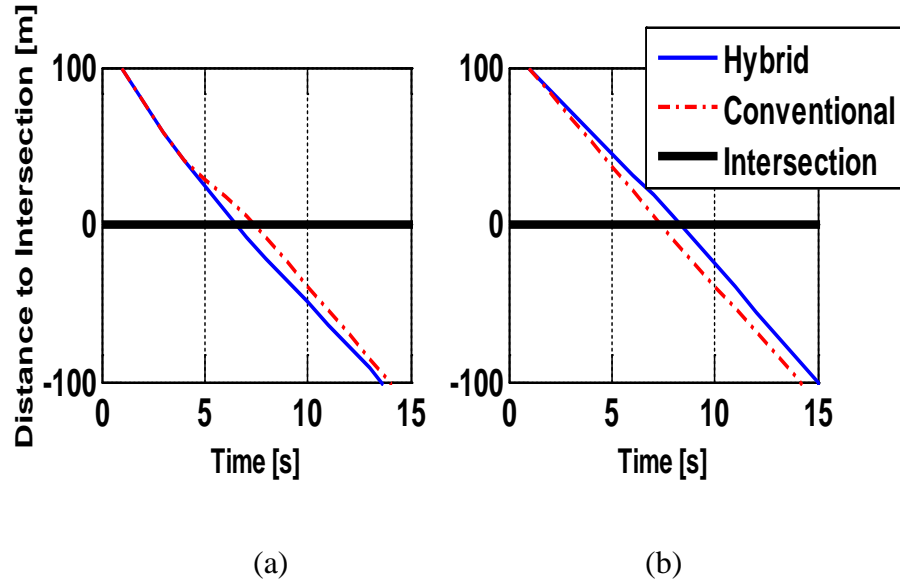 Distance to Intersection [m]
100
0
-100
0
5
10
15
Time [s]
(a)
100
0
-100
0
5
10
15
Time [s]
(b)
Hybrid
Conventional
Intersection